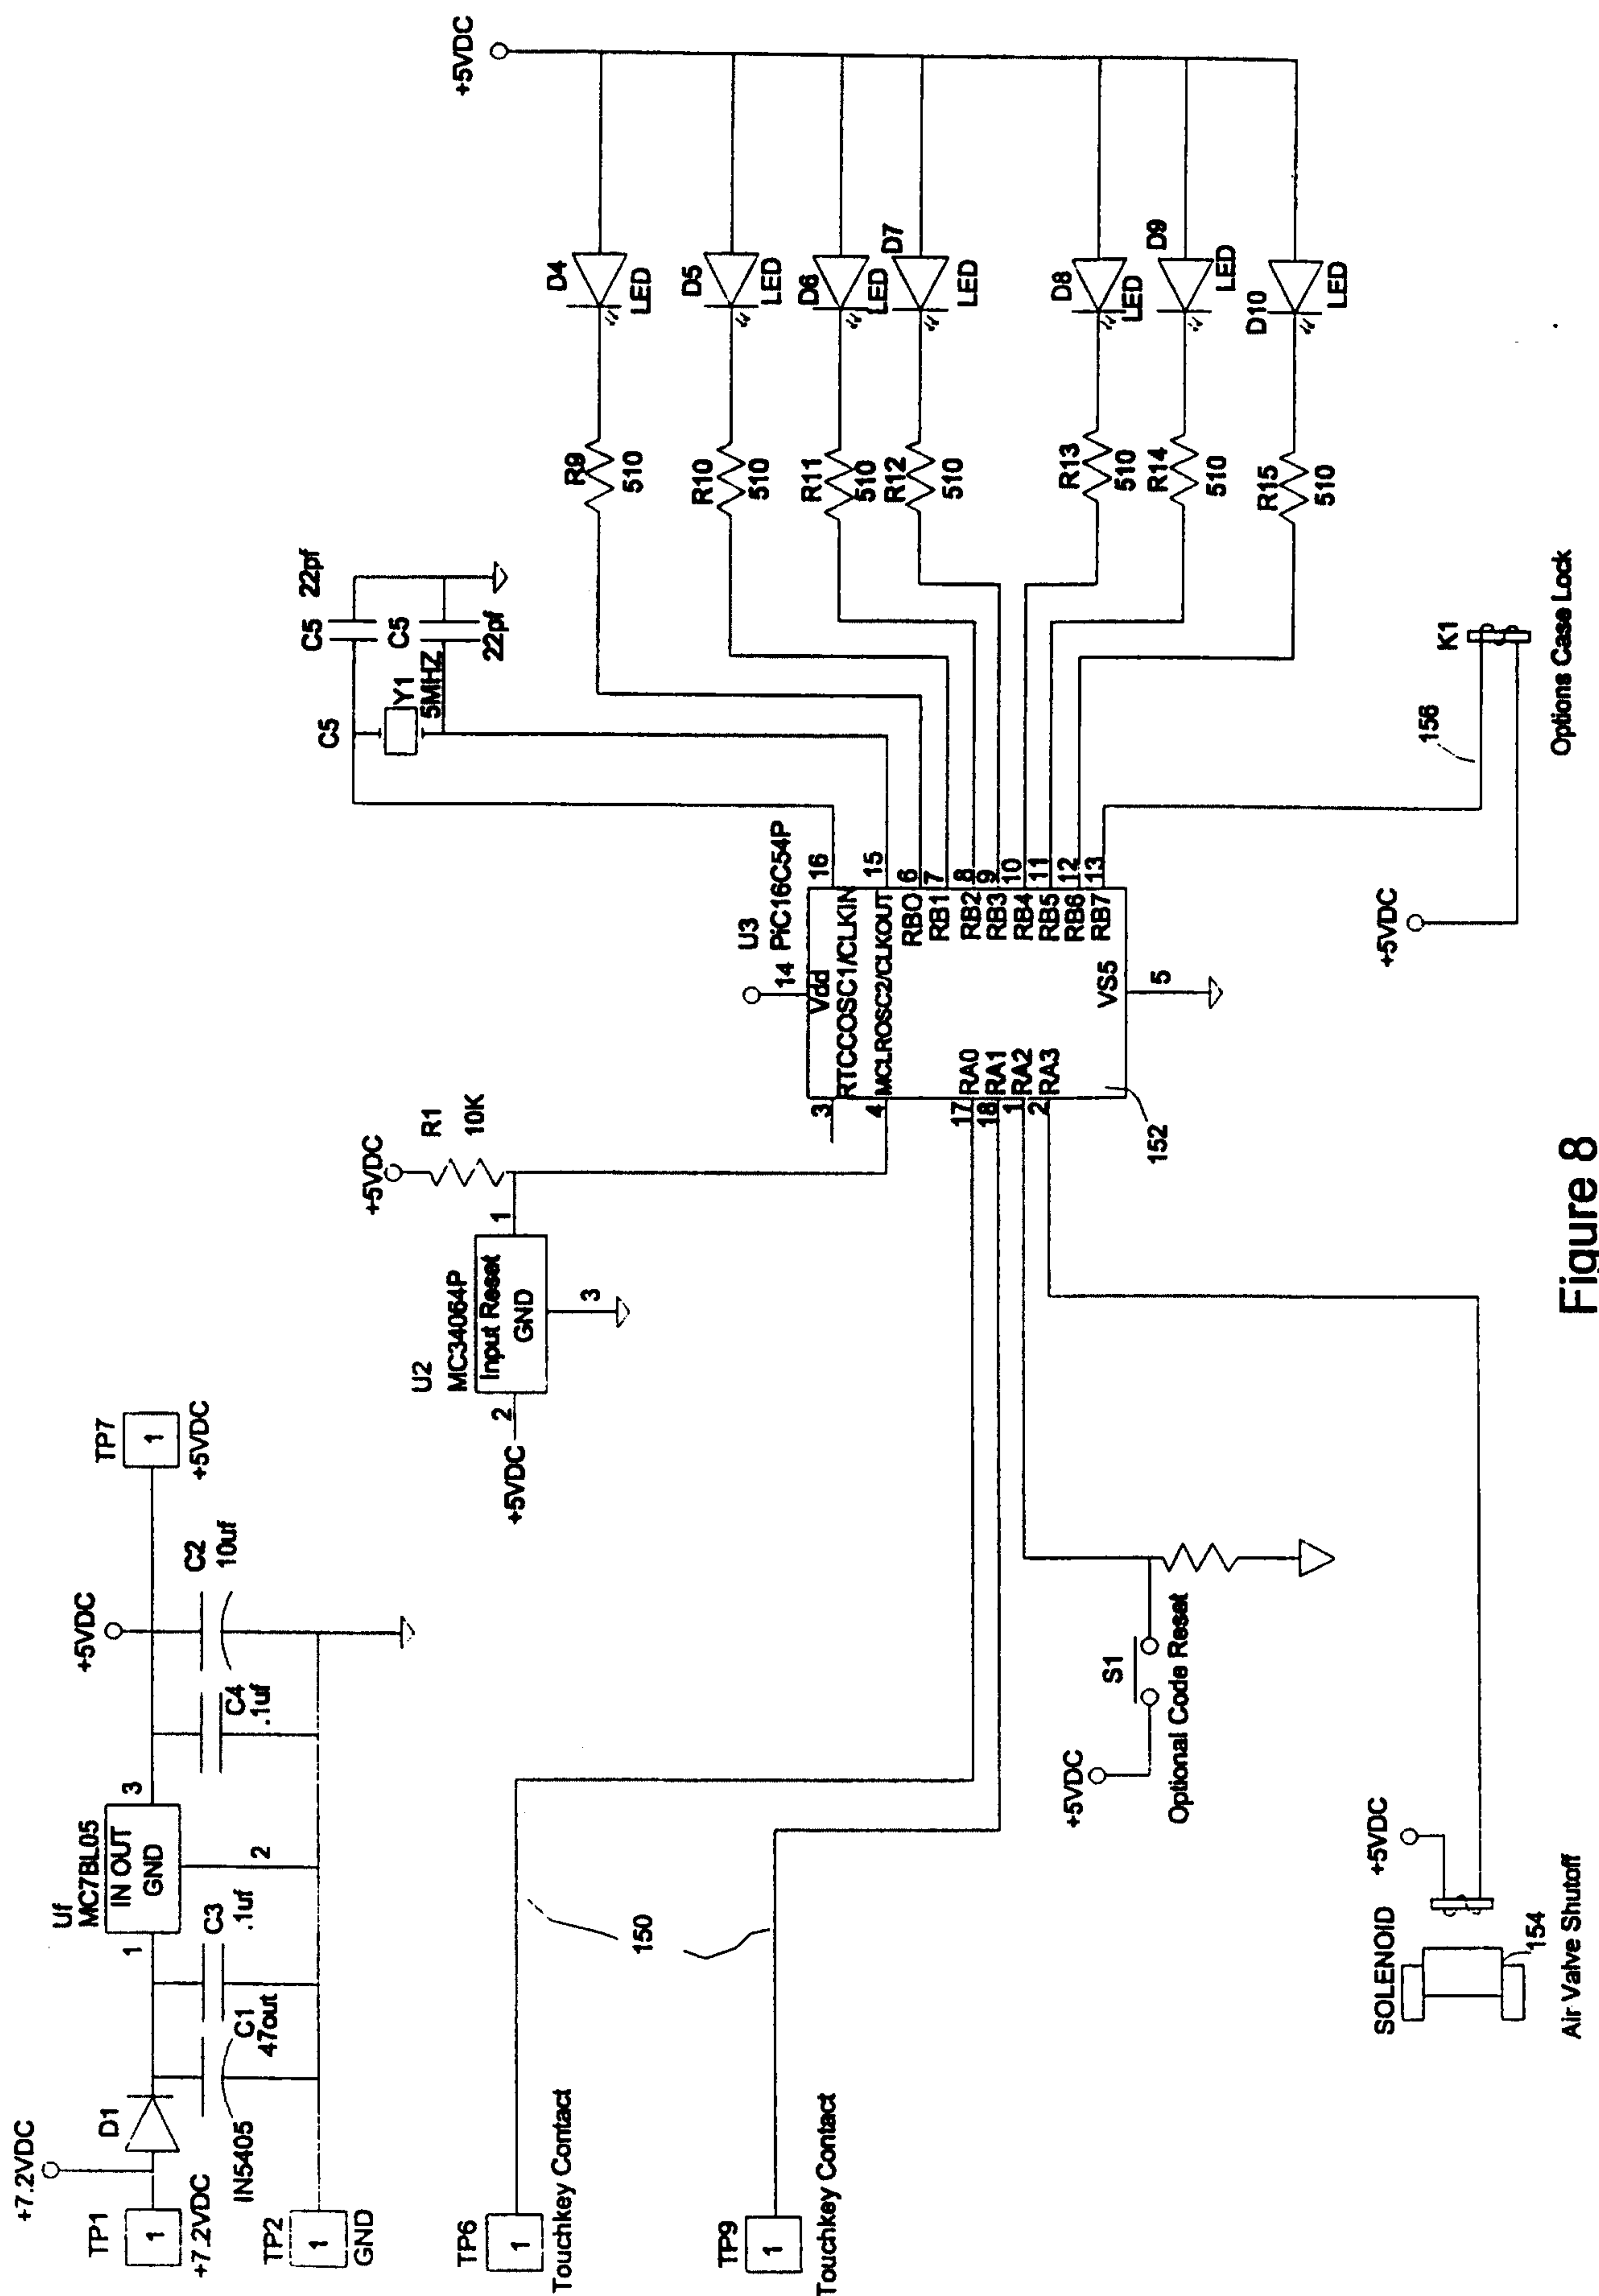 +7.2VDC
TP1
1
+7.2VDC
D1
IN5405
C1
47out
C3
.1uf
Uf
MC7BL05
IN OUT
GND
1
2
3
C4
.1uf
+5VDC
C2
10uf
TP7
1
+5VDC
TP2
1
GND
U2
MC34064P
Input Reset
GND
+5VDC
2
1
3
+5VDC
R1
10K
C5
C5
22pf
C5
22pf
Y1
5MHZ
+5VDC
D4
LED
R9
510
D5
LED
R10
510
D6
LED
R11
510
D7
LED
R12
510
D8
LED
R13
510
D9
LED
R14
510
D10
LED
R15
510
U3
PIC16C54P
14
Vdd
3
RTCCOSC1/CLKIN
16
4
MCLROSC2/CLKOUT
15
RBO
6
RB1
7
17
RA0
RB2
8
18
RA1
RB3
9
1
RA2
RB4
10
2
RA3
RB5
11
RB6
12
RB7
13
VS5
5
152
TP6
1
Touchkey Contact
150
TP9
1
Touchkey Contact
+5VDC
S1
Optional Code Reset
+5VDC
SOLENOID
154
Air Valve Shutoff
+5VDC
156
K1
Options Case Lock
Figure 8